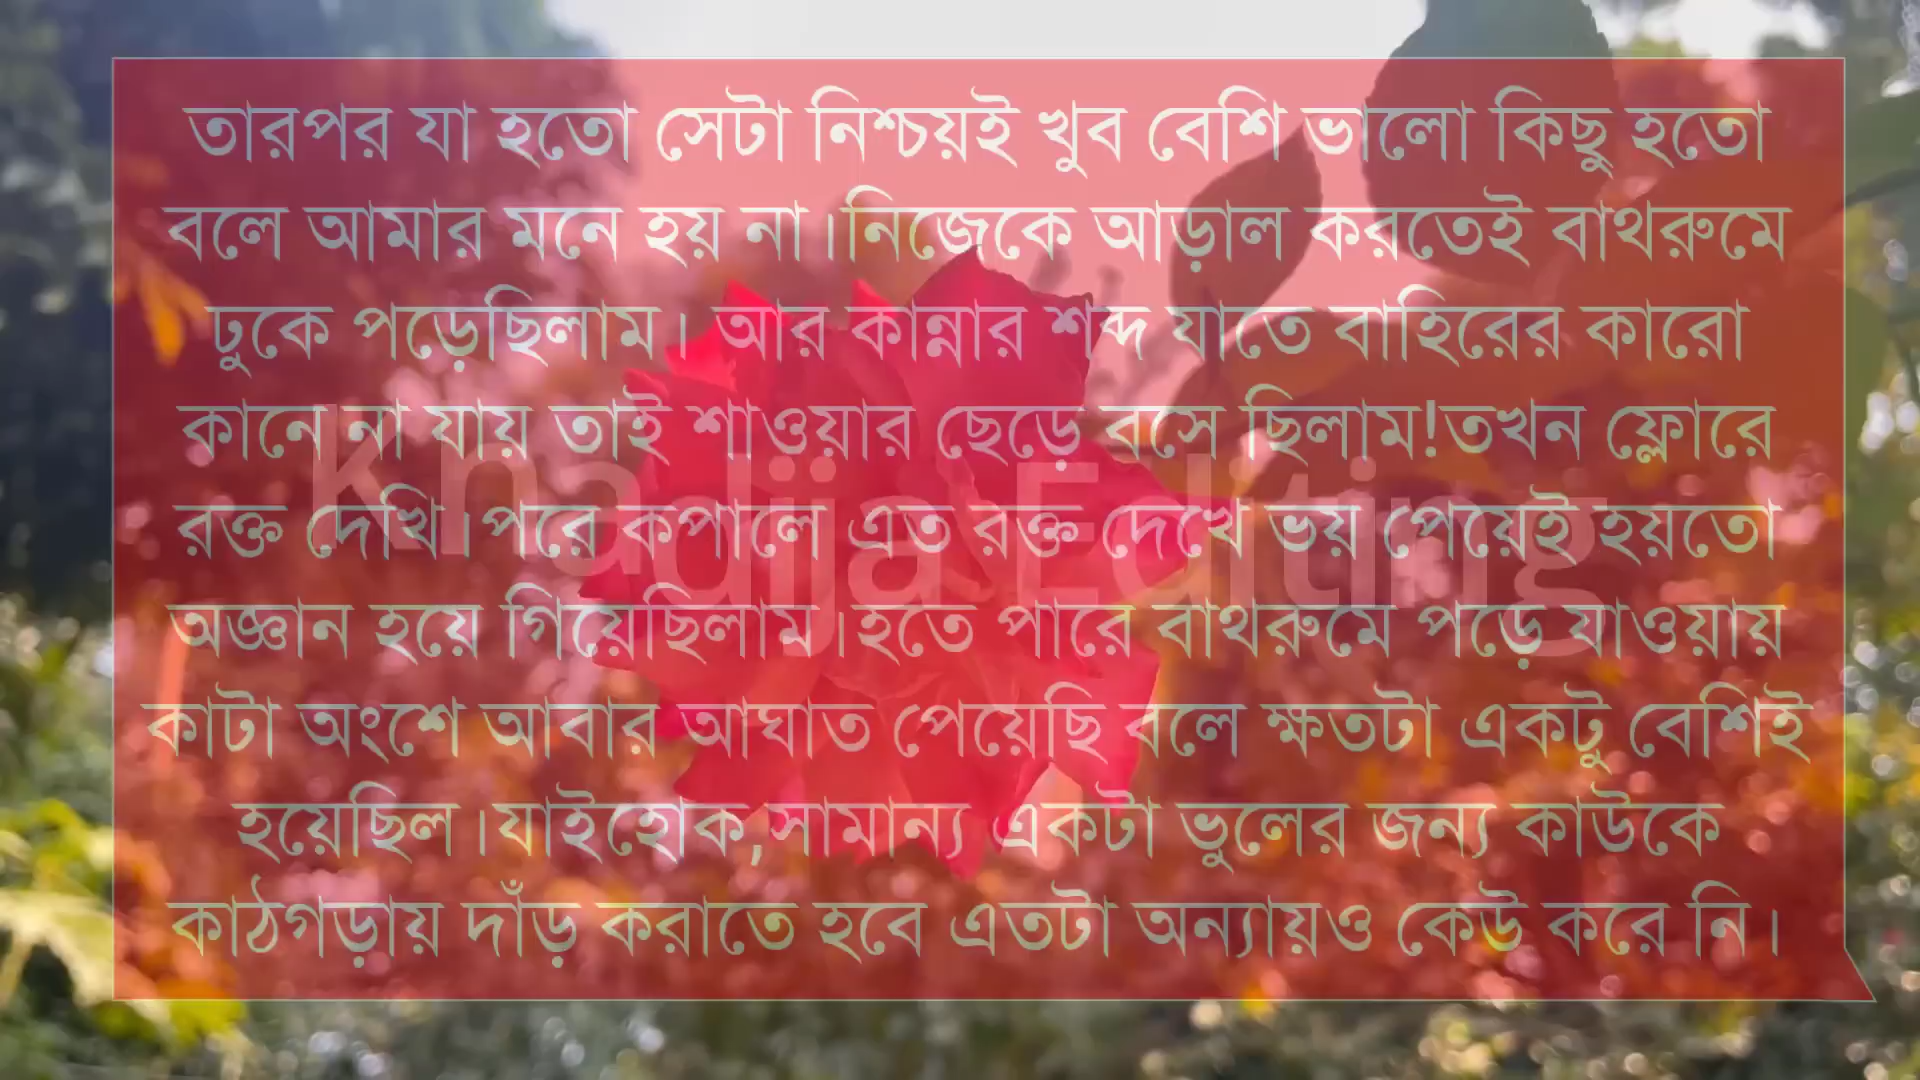 তারপর যা হতো সেটা নিশ্চয়ই খুব বেশি ভালো কিছু হতো
বলে আমার মনে হয় না।নিজেকে আড়াল করতেই বাথরুমে
ঢুকে পড়েছিলাম। আর কান্নার শব্দ যাতে বাহিরের কারো
কানে না যায় তাই শাওয়ার ছেড়ে বসে ছিলাম!তখন ফ্লোরে
রক্ত দেখি।পরে কপালে এত রক্ত দেখে ভয় পেয়েই হয়তো
অজ্ঞান হয়ে গিয়েছিলাম।হতে পারে বাথরুমে পড়ে যাওয়ায়
কাটা অংশে আবার আঘাত পেয়েছি বলে ক্ষতটা একটু বেশিই
হয়েছিল।যাইহোক,সামান্য একটা ভুলের জন্য কাউকে
কাঠগড়ায় দাঁড় করাতে হবে এতটা অন্যায়ও কেউ করে নি।
Khadija Editing